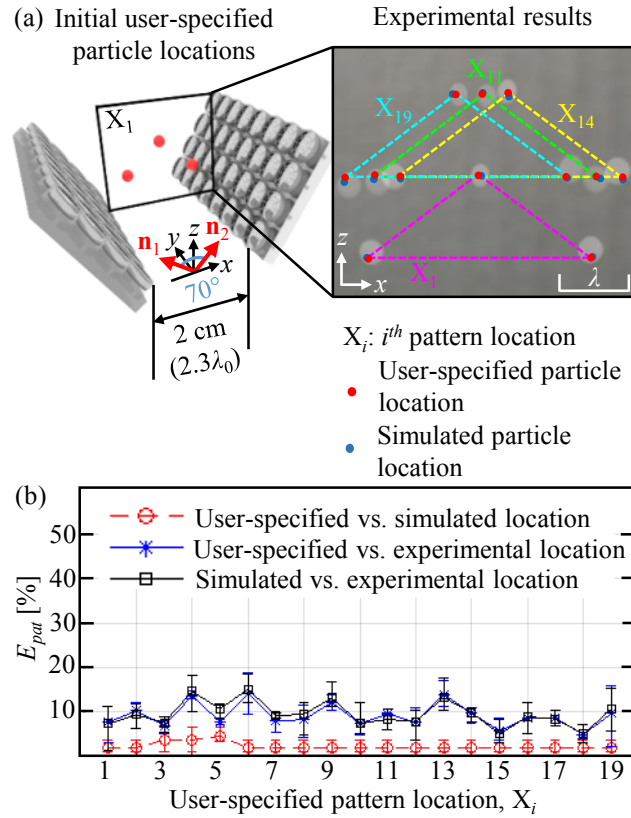 (a) Initial user-specified
particle locations
Experimental results
X₁
n₁
y
z
n₂
x
70°
2 cm
(2.3λ₀)
X₁₁
X₁₉
X₁₄
X₁
z
x
λ
Xᵢ: iᵗʰ pattern location
User-specified particle
location
Simulated particle
location
(b)
User-specified vs. simulated location
User-specified vs. experimental location
Simulated vs. experimental location
E_pat [%]
50
40
30
20
10
1 3 5 7 9 11 13 15 17 19
User-specified pattern location, Xᵢ